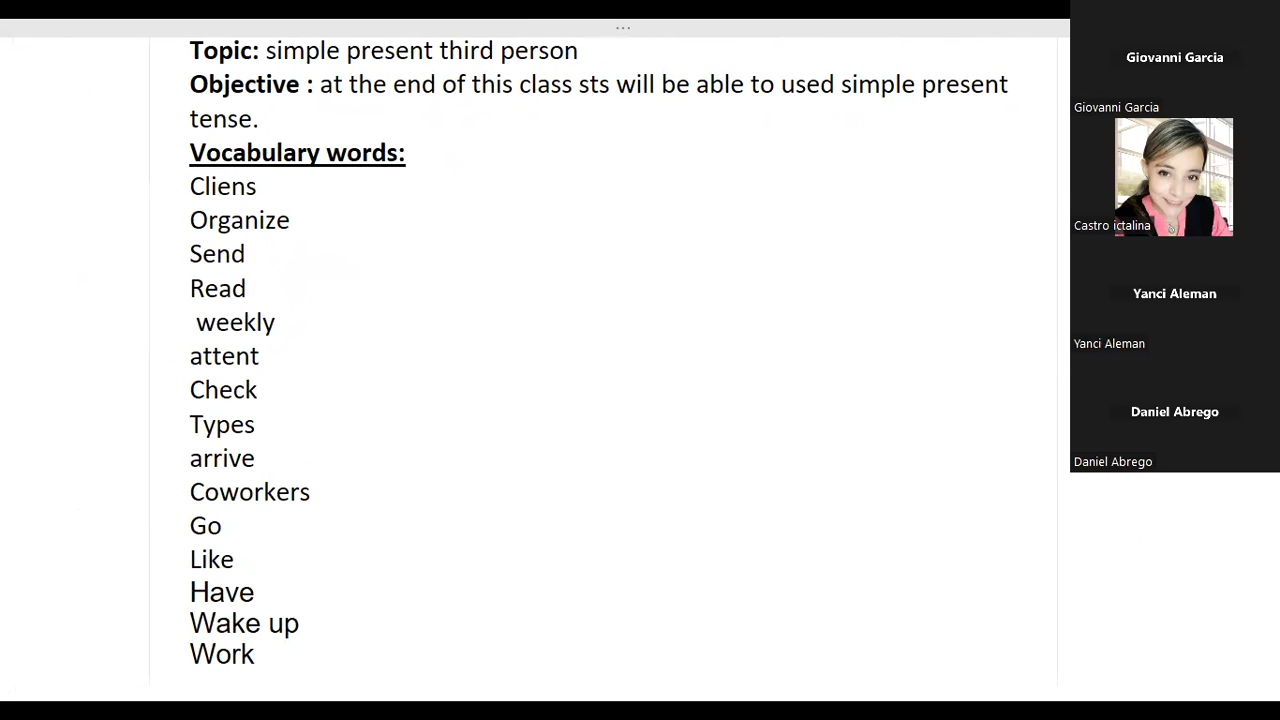 Topic: simple present third person
Objective : at the end of this class sts will be able to used simple present
tense.
Vocabulary words:
Cliens
Organize
Send
Read
weekly
attent
Check
Types
arrive
Coworkers
Go
Like
Have
Wake up
Work
Giovanni Garcia
Giovanni Garcia
Castro ictalina
Yanci Aleman
Yanci Aleman
Daniel Abrego
Daniel Abrego